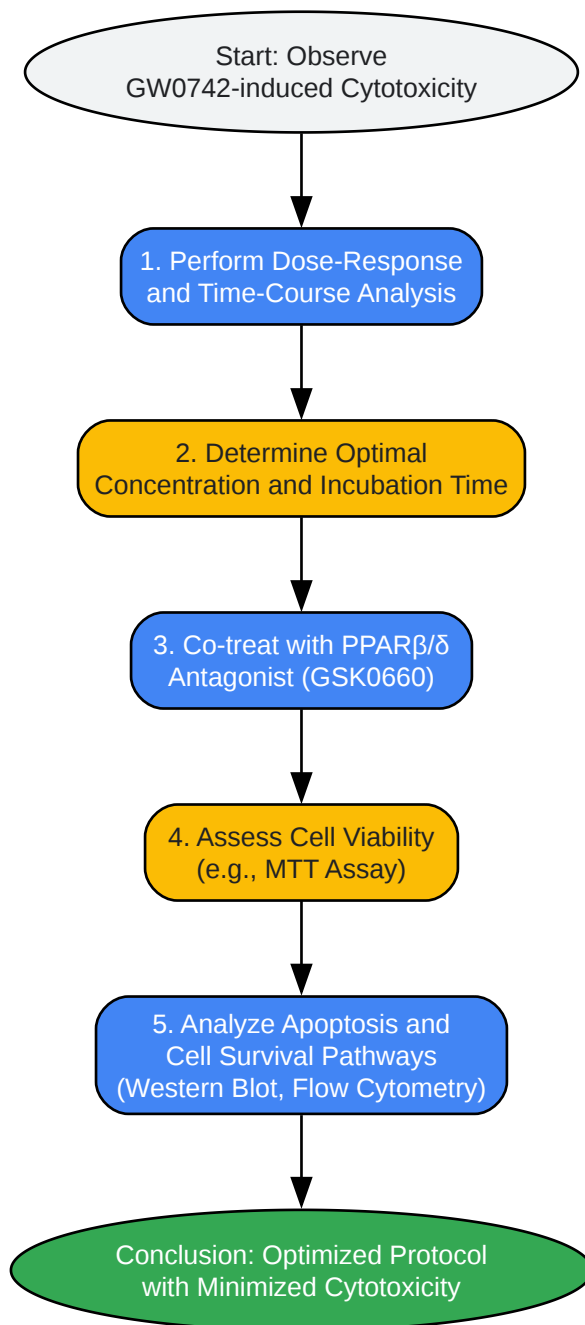 Start: Observe
GW0742-induced Cytotoxicity
1. Perform Dose-Response
and Time-Course Analysis
2. Determine Optimal
Concentration and Incubation Time
3. Co-treat with PPARβ/δ
Antagonist (GSK0660)
4. Assess Cell Viability
(e.g., MTT Assay)
5. Analyze Apoptosis and
Cell Survival Pathways
(Western Blot, Flow Cytometry)
Conclusion: Optimized Protocol
with Minimized Cytotoxicity